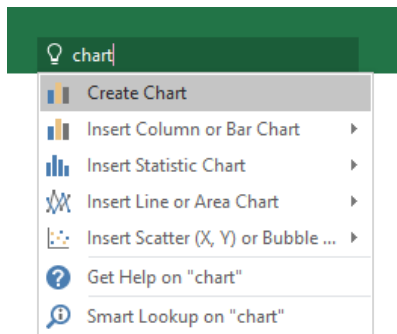 chart
Create Chart
Insert Column or Bar Chart
Insert Statistic Chart
Insert Line or Area Chart
Insert Scatter (X, Y) or Bubble ...
Get Help on "chart"
Smart Lookup on "chart"